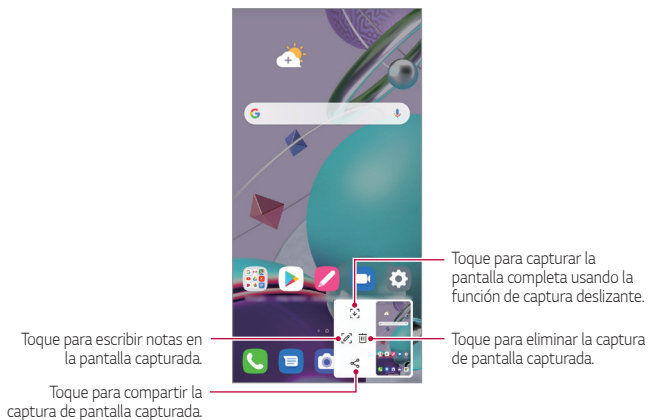 Toque para capturar la
pantalla completa usando la
función de captura deslizante.
Toque para escribir notas en
la pantalla capturada.
Toque para eliminar la captura
de pantalla capturada.
Toque para compartir la
captura de pantalla capturada.